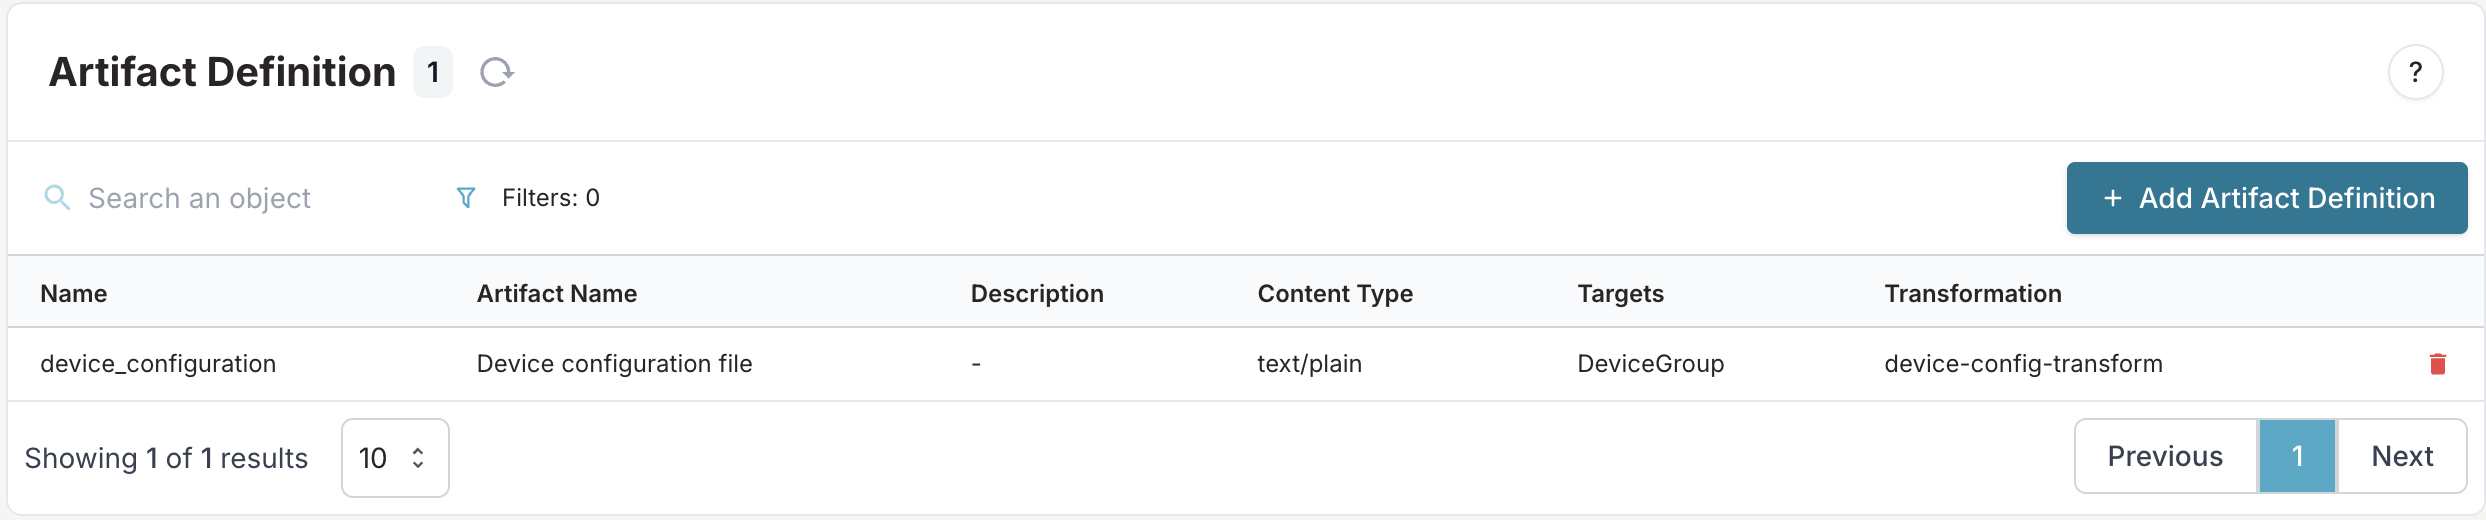 Artifact Definition 1
?
Search an object Filters: 0 + Add Artifact Definition
Name Artifact Name Description Content Type Targets Transformation
device_configuration Device configuration file - text/plain DeviceGroup device-config-transform
Showing 1 of 1 results 10 Previous 1 Next